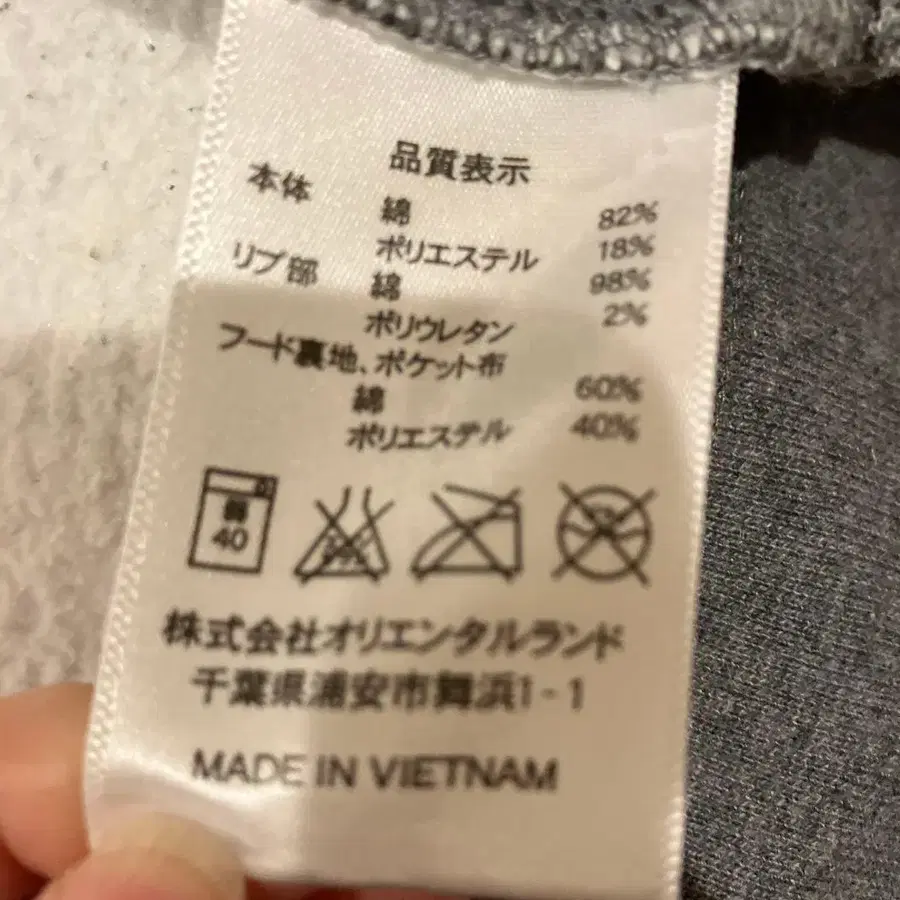 品質表示
本体 綿 82%
ポリエステル 18%
リブ部 綿 98%
ポリウレタン 2%
フード裏地、ポケット布
綿 60%
ポリエステル 40%
弱
40
株式会社オリエンタルランド
千葉県浦安市舞浜1-1
MADE IN VIETNAM